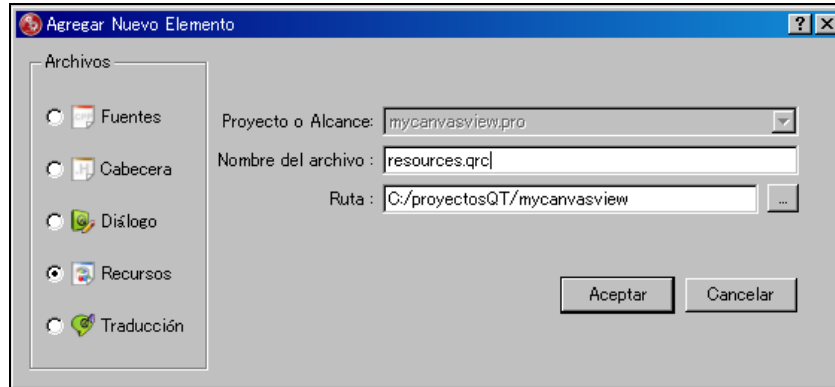 Agregar Nuevo Elemento
Archivos
Fuentes
Cabecera
Diálogo
Recursos
Traducción
Proyecto o Alcance: mycanvasview.pro
Nombre del archivo : resources.qrc
Ruta : C:/proyectosQT/mycanvasview ...
Aceptar Cancelar